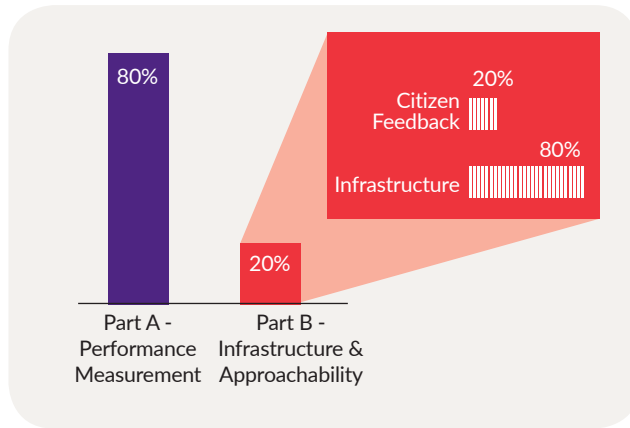 80%
20%
Citizen
Feedback
80%
Infrastructure
20%
Part A -
Performance
Measurement
Part B -
Infrastructure &
Approachability